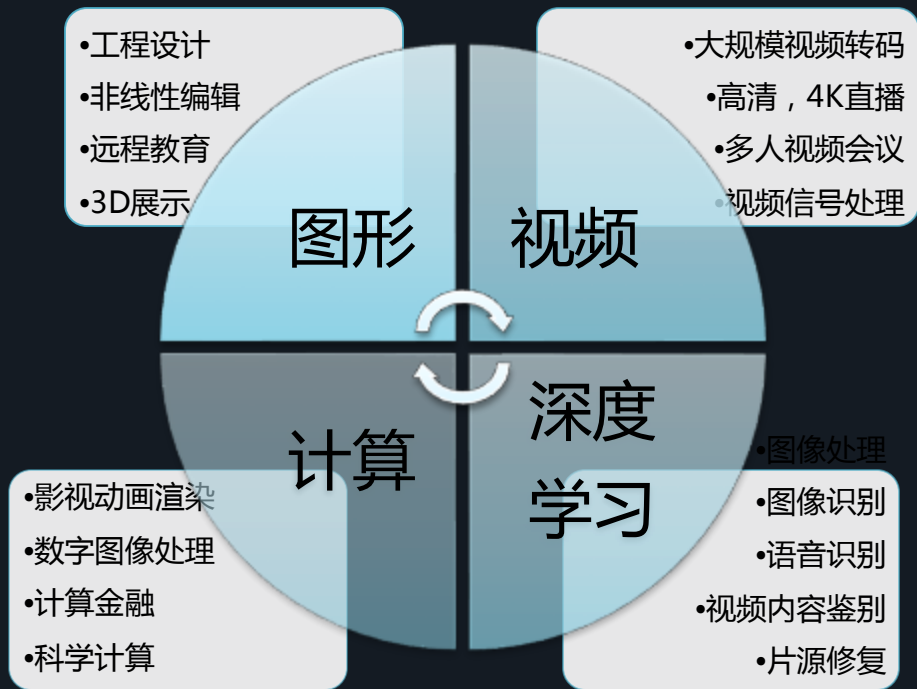 •工程设计
•非线性编辑
•远程教育
•3D展示
图形
•大规模视频转码
•高清，4K直播
•多人视频会议
•视频信号处理
视频
计算
•影视动画渲染
•数字图像处理
•计算金融
•科学计算
深度
学习
•图像处理
•图像识别
•语音识别
•视频内容鉴别
•片源修复